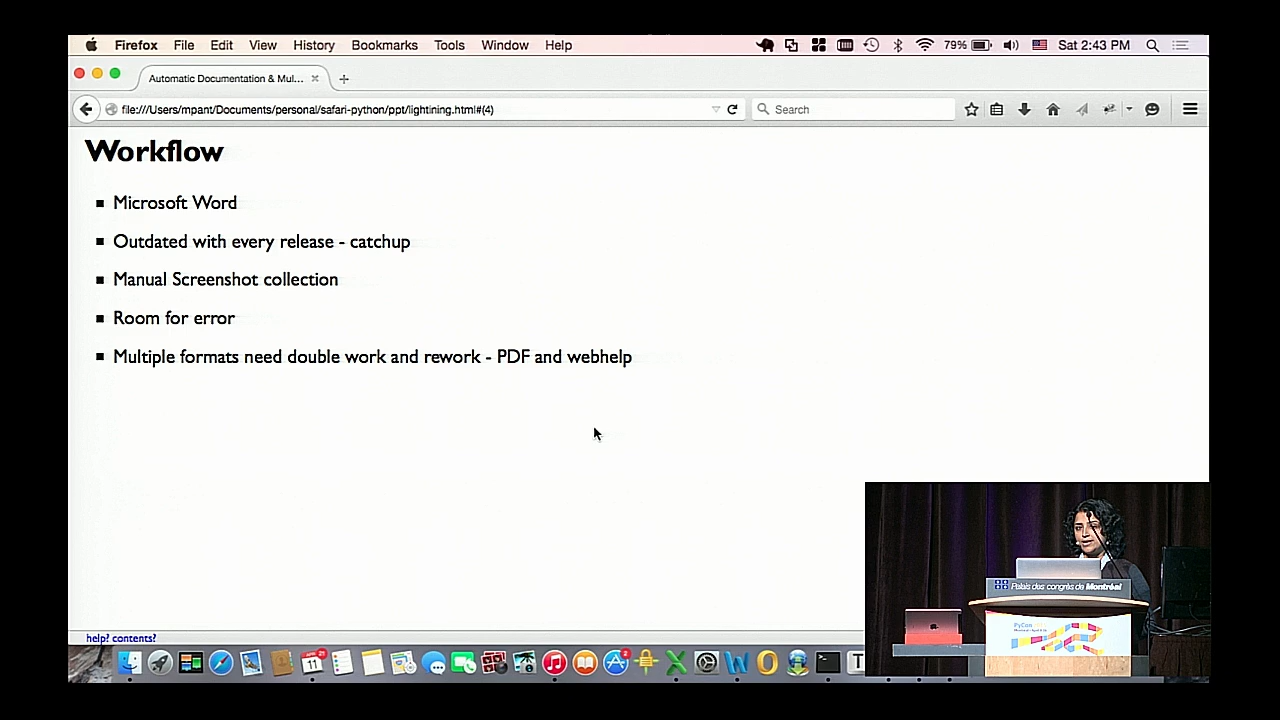 Firefox File Edit View History Bookmarks Tools Window Help 79% Sat 2:43 PM
Automatic Documentation & Mul...
file:///Users/mpant/Documents/personal/safari-python/ppt/lightining.html#(4) Search
Workflow
Microsoft Word
Outdated with every release - catchup
Manual Screenshot collection
Room for error
Multiple formats need double work and rework - PDF and webhelp
Palais des congrès de Montréal
PyCon
help? contents?
11
2